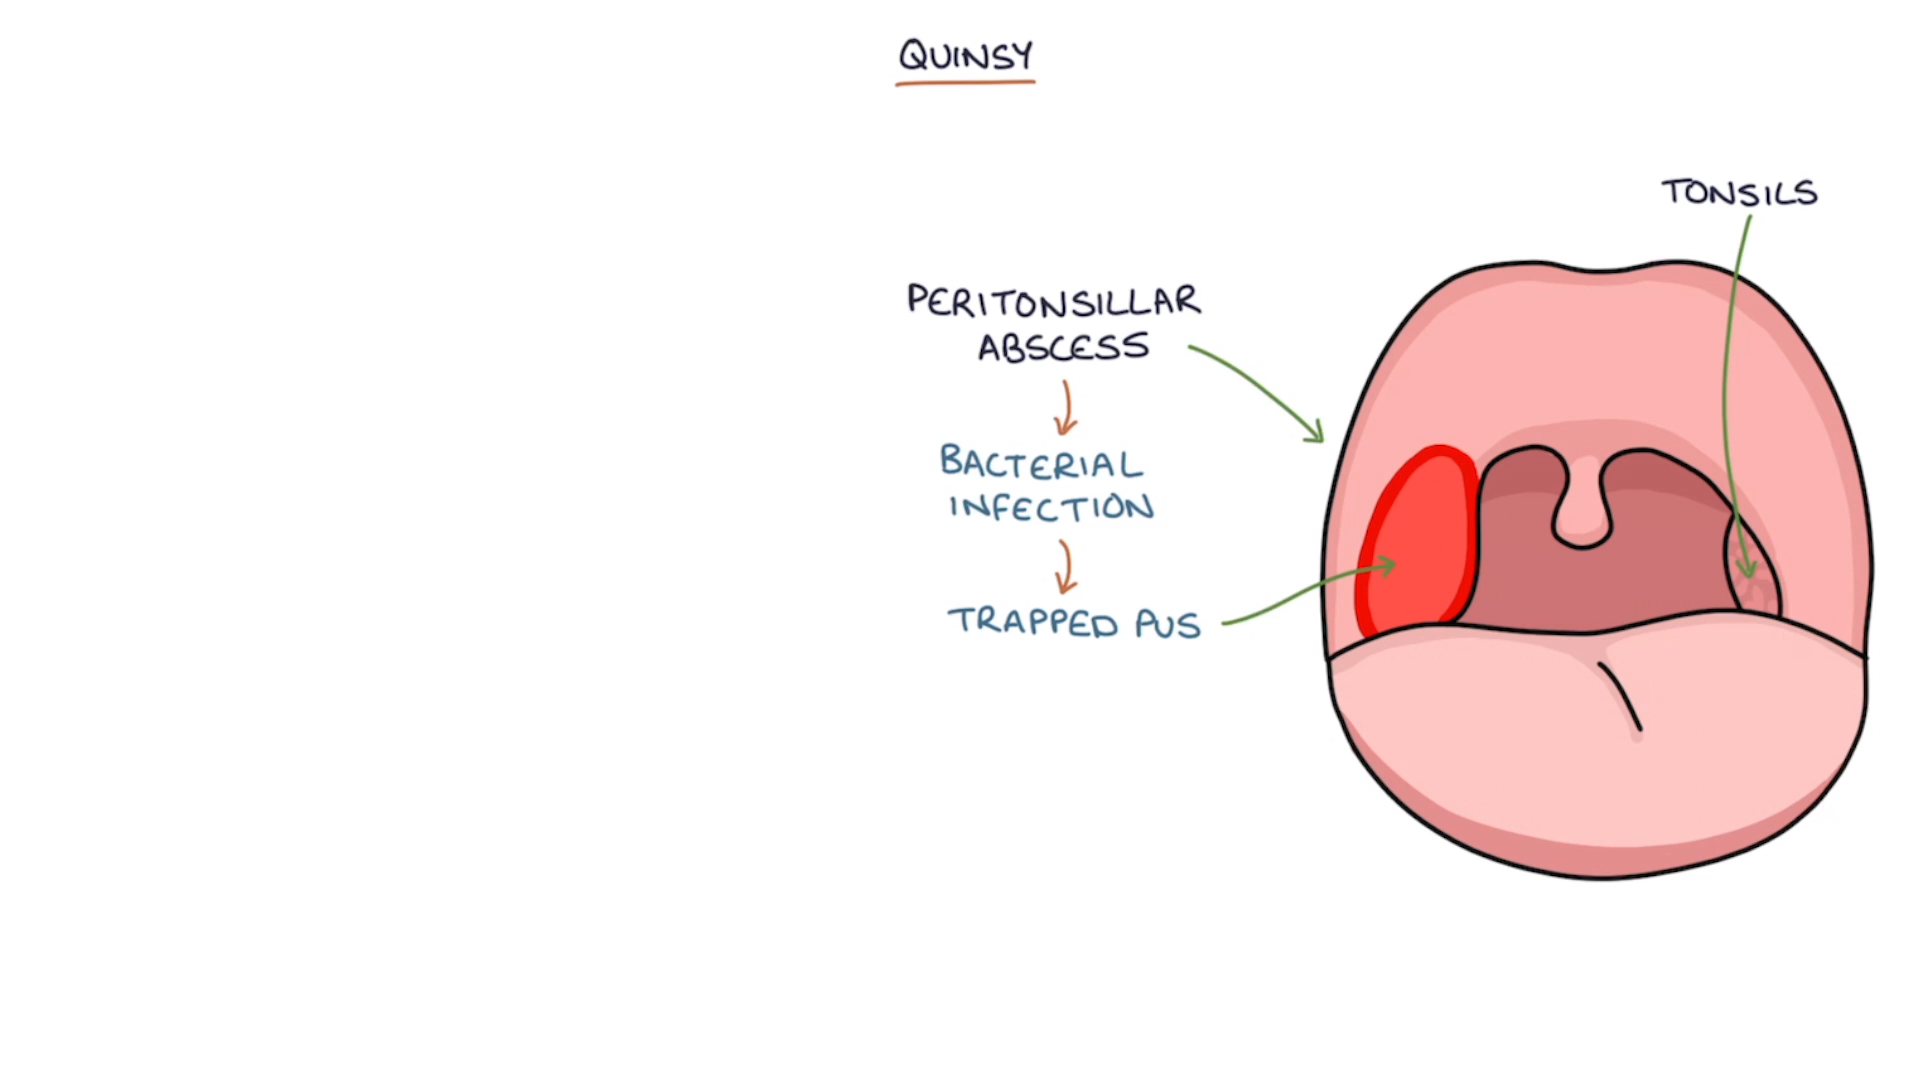 QUINSY
TONSILS
PERITONSILLAR
ABSCESS
BACTERIAL
INFECTION
TRAPPED PUS